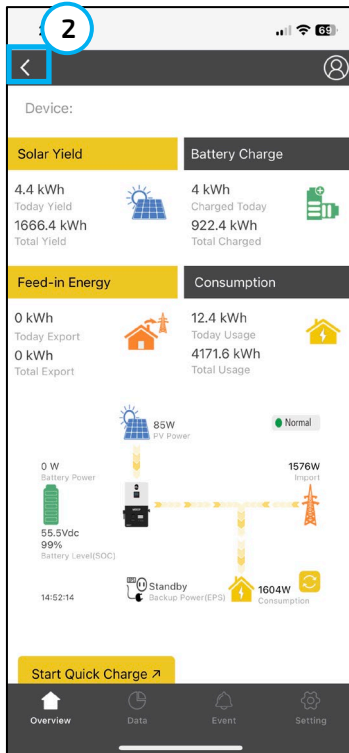 2
69
Device:
Solar Yield
Battery Charge
4.4 kWh
Today Yield
1666.4 kWh
Total Yield
4 kWh
Charged Today
922.4 kWh
Total Charged
Feed-in Energy
Consumption
0 kWh
Today Export
0 kWh
Total Export
12.4 kWh
Today Usage
4171.6 kWh
Total Usage
85W
PV Power
Normal
0 W
Battery Power
1576W
Import
55.5Vdc
99%
Battery Level(SOC)
Standby
Backup Power(EPS)
1604W
Consumption
14:52:14
Start Quick Charge ↗
Overview
Data
Event
Setting